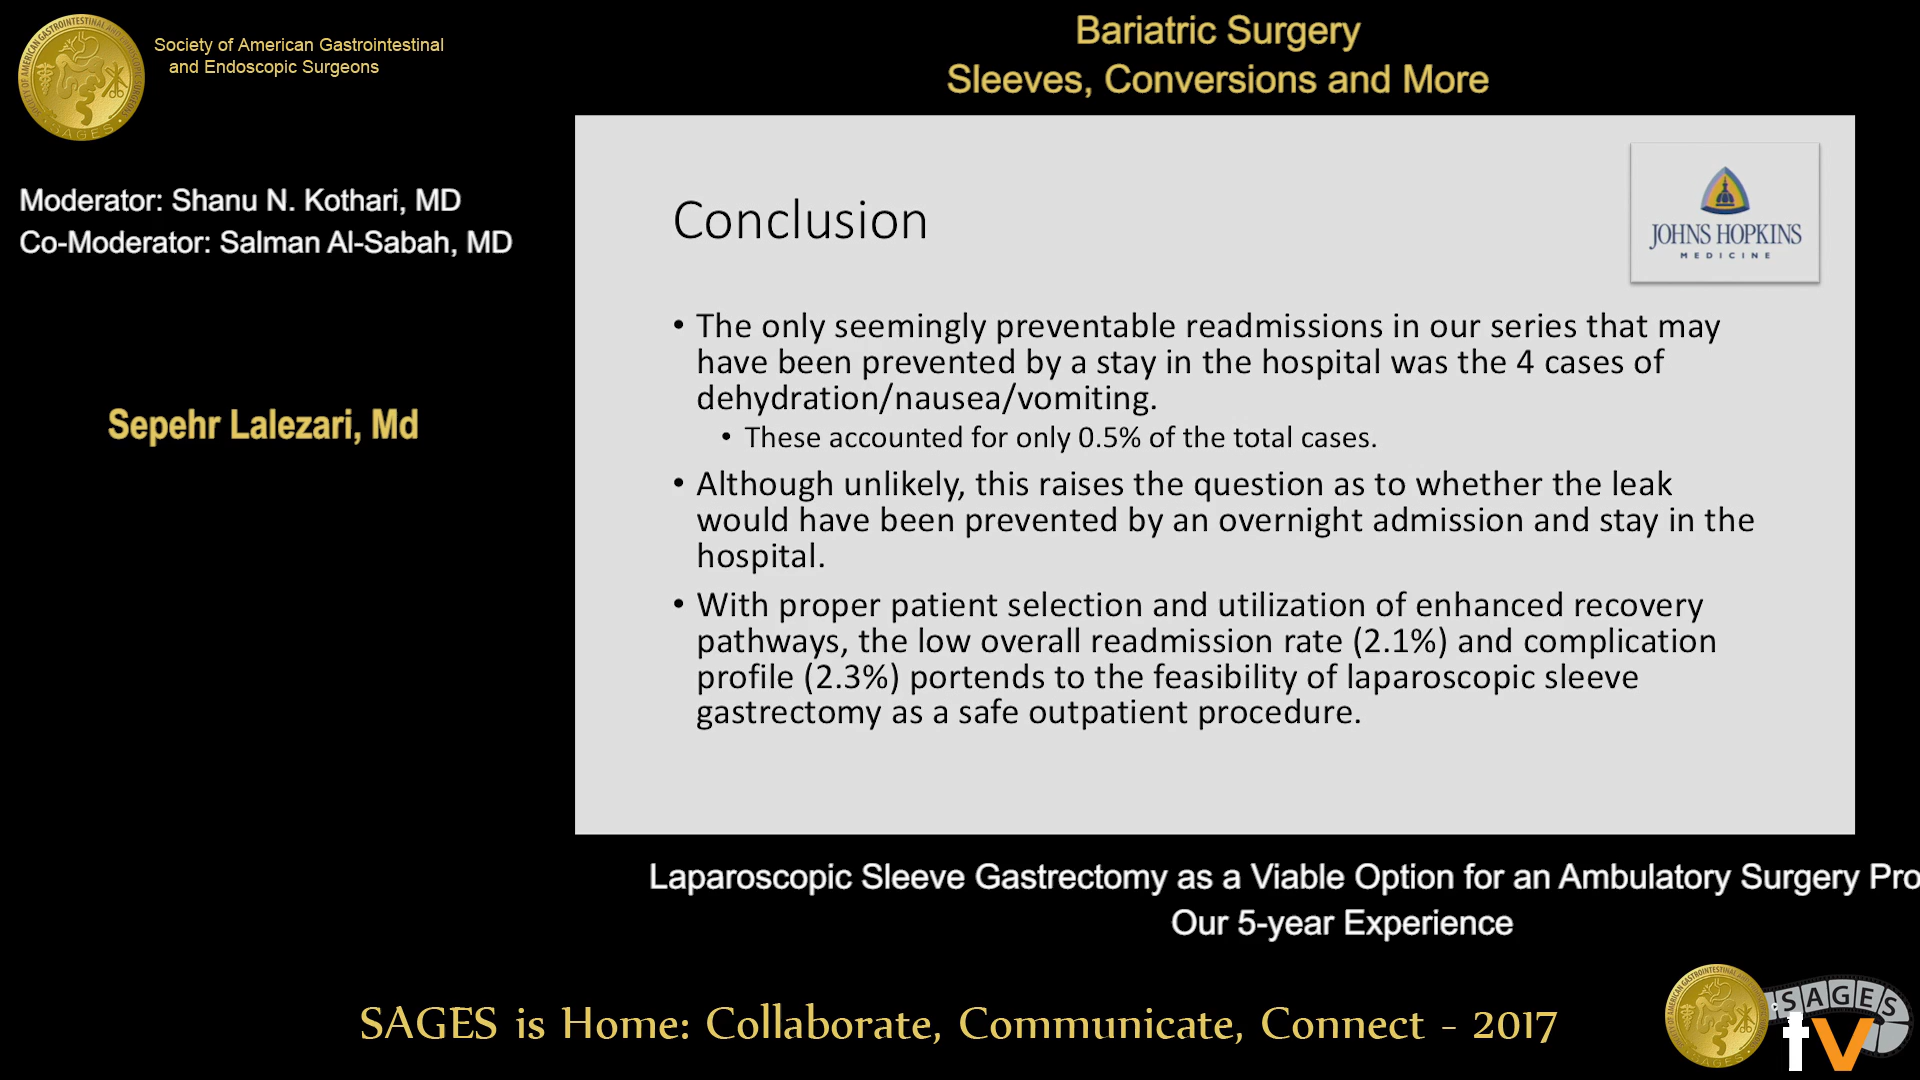 Society of American Gastrointestinal
and Endoscopic Surgeons
Bariatric Surgery
Sleeves, Conversions and More
Moderator: Shanu N. Kothari, MD
Co-Moderator: Salman Al-Sabah, MD
Sepehr Lalezari, Md
Conclusion
JOHNS HOPKINS
MEDICINE
• The only seemingly preventable readmissions in our series that may
have been prevented by a stay in the hospital was the 4 cases of
dehydration/nausea/vomiting.
• These accounted for only 0.5% of the total cases.
• Although unlikely, this raises the question as to whether the leak
would have been prevented by an overnight admission and stay in the
hospital.
• With proper patient selection and utilization of enhanced recovery
pathways, the low overall readmission rate (2.1%) and complication
profile (2.3%) portends to the feasibility of laparoscopic sleeve
gastrectomy as a safe outpatient procedure.
Laparoscopic Sleeve Gastrectomy as a Viable Option for an Ambulatory Surgery Pro
Our 5-year Experience
SAGES is Home: Collaborate, Communicate, Connect - 2017
SAGES
tv